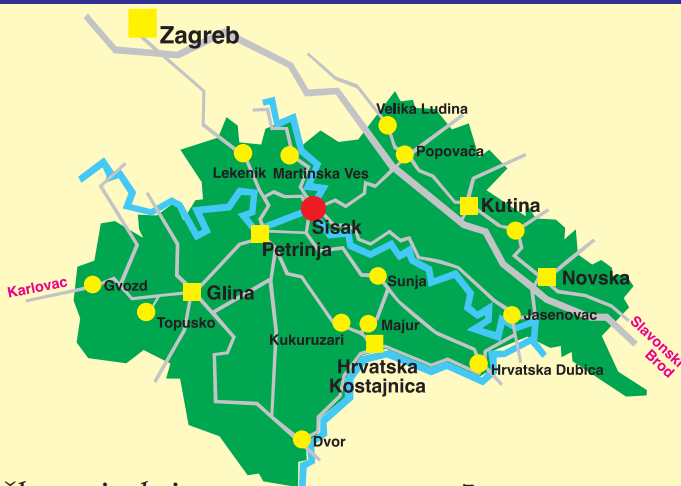 Zagreb
Velika Ludina
Popovača
Lekenik
Martinska Ves
Kutina
Sisak
Petrinja
Novska
Sunja
Karlovac
Gvozd
Glina
Topusko
Jasenovac
Majur
Kukuruzari
Slavonski
Brod
Hrvatska
Kostajnica
Hrvatska Dubica
Dvor